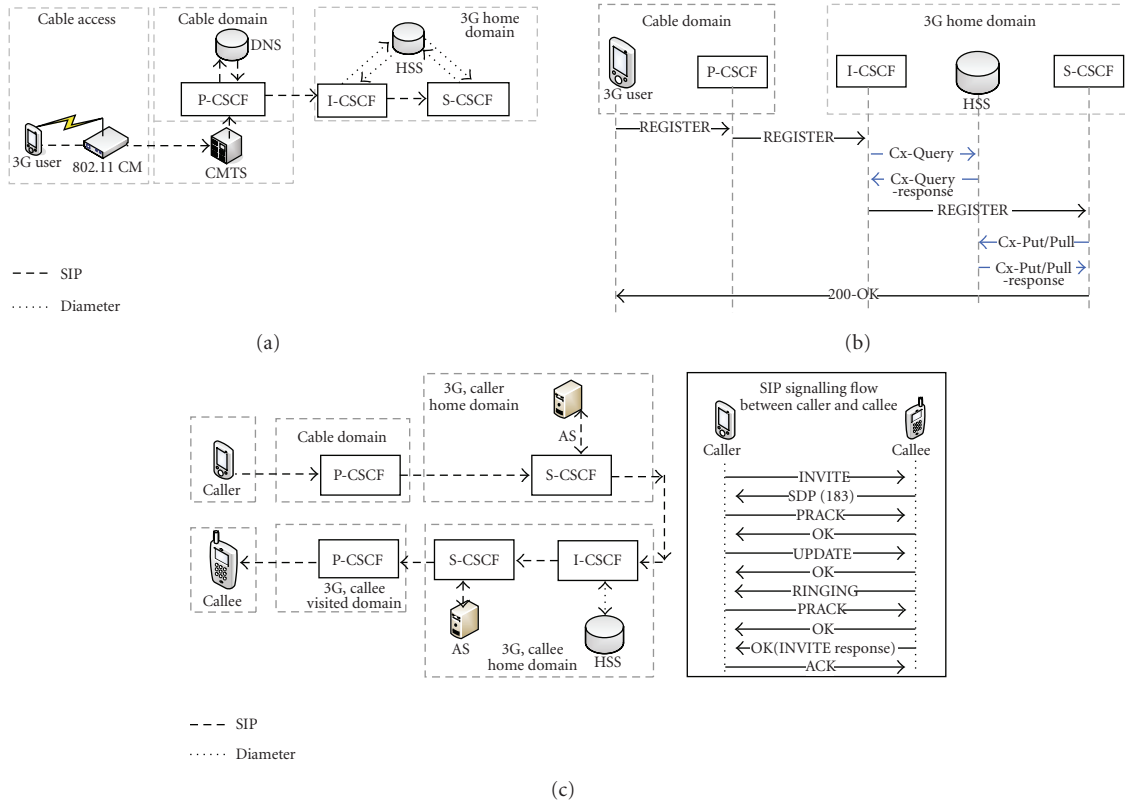 Cable access
Cable domain
DNS
P-CSCF
3G home
domain
HSS
I-CSCF
S-CSCF
3G user
802.11 CM
CMTS
SIP
Diameter
(a)
Cable domain
3G user
P-CSCF
3G home domain
I-CSCF
HSS
S-CSCF
REGISTER
REGISTER
Cx-Query
Cx-Query
-response
REGISTER
Cx-Put/Pull
Cx-Put/Pull
-response
200-OK
(b)
Caller
Cable domain
P-CSCF
3G, caller
home domain
AS
S-CSCF
Callee
P-CSCF
3G, callee
visited domain
S-CSCF
I-CSCF
AS
3G, callee
home domain
HSS
SIP signalling flow
between caller and callee
Caller
Callee
INVITE
SDP (183)
PRACK
OK
UPDATE
OK
RINGING
PRACK
OK
OK(INVITE response)
ACK
SIP
Diameter
(c)